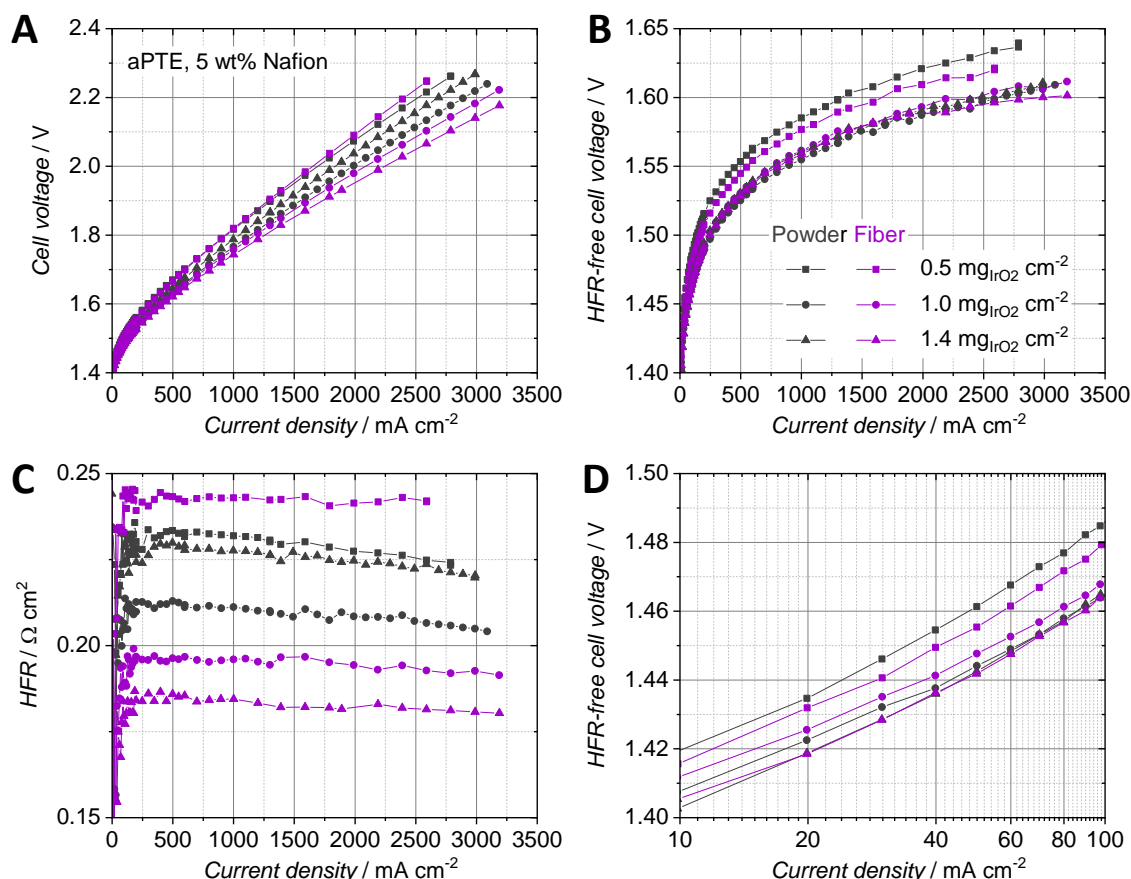 A
aPTE, 5 wt% Nafion
Cell voltage / V
2.4
2.2
2.0
1.8
1.6
1.4
0 500 1000 1500 2000 2500 3000 3500
Current density / mA cm-2
B
HFR-free cell voltage / V
1.65
1.60
1.55
1.50
1.45
1.40
Powder Fiber
0.5 mgIrO2 cm-2
1.0 mgIrO2 cm-2
1.4 mgIrO2 cm-2
0 500 1000 1500 2000 2500 3000 3500
Current density / mA cm-2
C
HFR / Ω cm2
0.25
0.20
0.15
0 500 1000 1500 2000 2500 3000 3500
Current density / mA cm-2
D
HFR-free cell voltage / V
1.50
1.48
1.46
1.44
1.42
1.40
10 20 40 60 80 100
Current density / mA cm-2